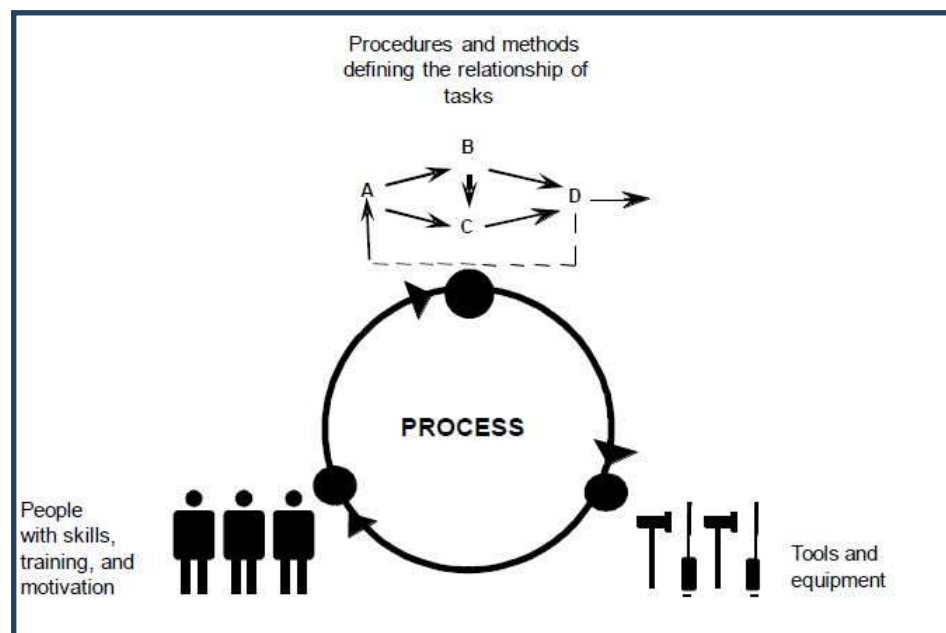 Procedures and methods
defining the relationship of
tasks
B
A
D
C
PROCESS
People
with skills,
training, and
motivation
Tools and
equipment